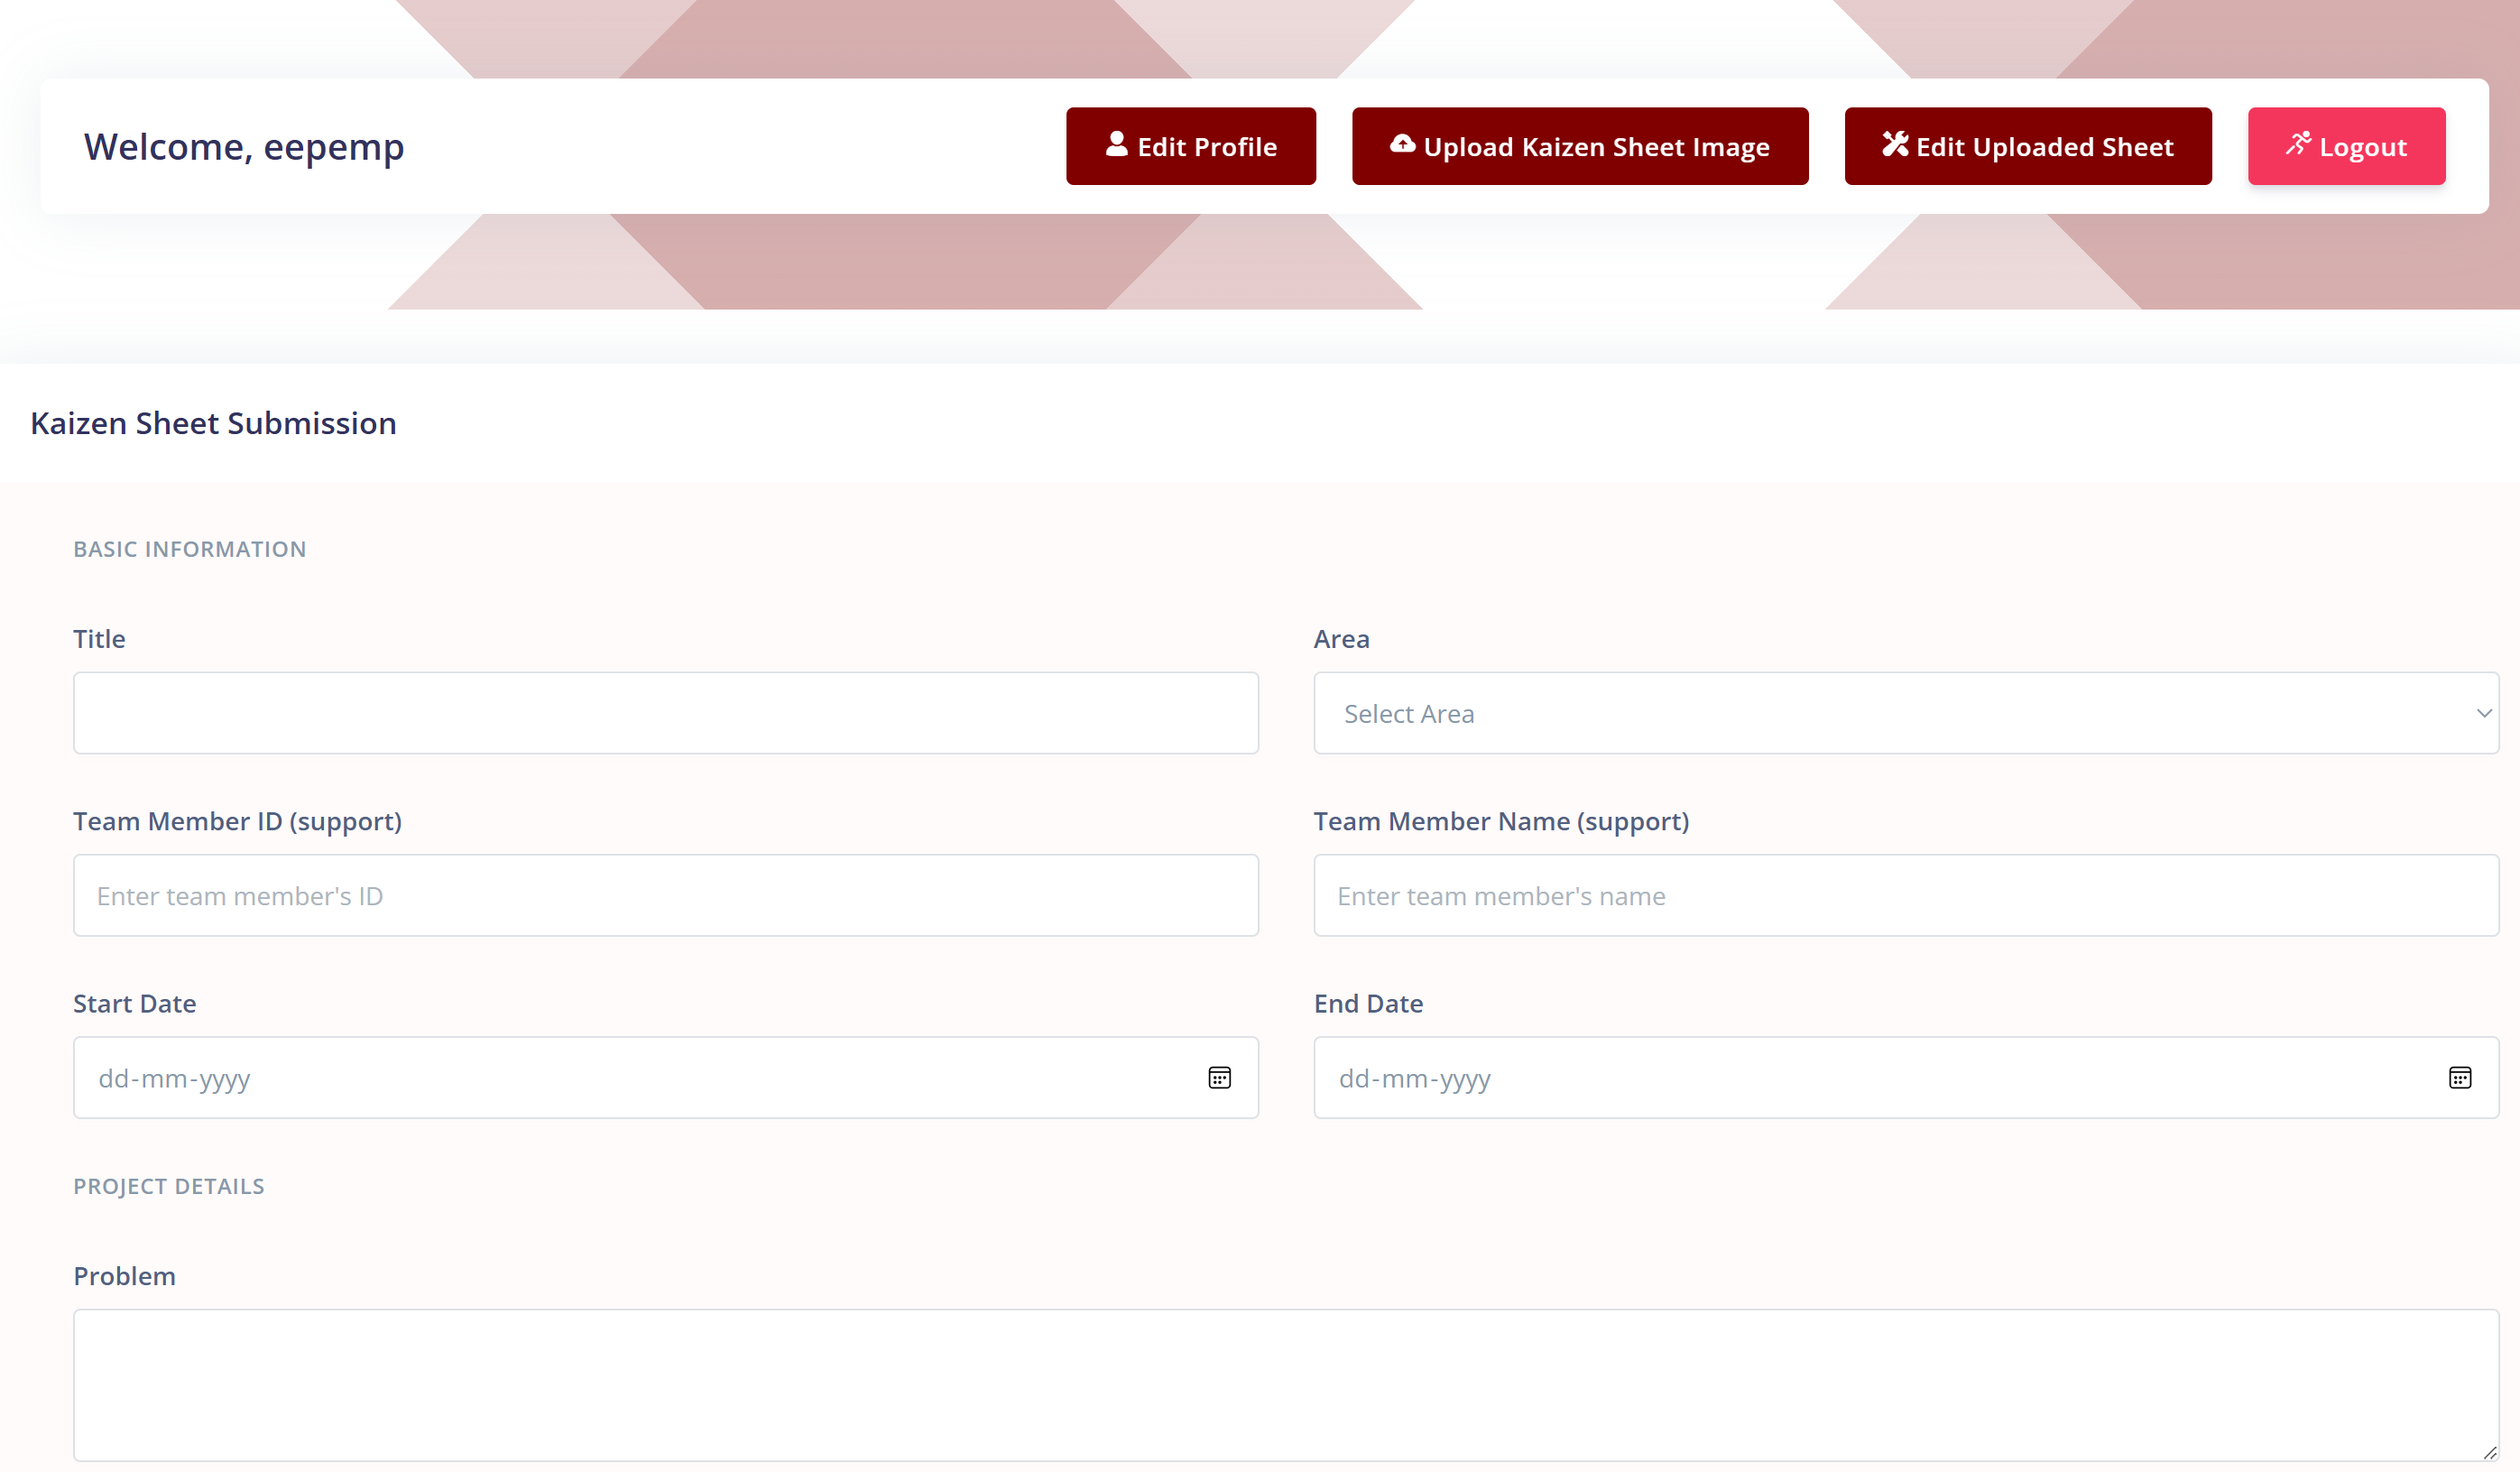 Welcome, eepemp
Edit Profile
Upload Kaizen Sheet Image
Edit Uploaded Sheet
Logout
Kaizen Sheet Submission
BASIC INFORMATION
Title
Area
Select Area
Team Member ID (support)
Team Member Name (support)
Enter team member's ID
Enter team member's name
Start Date
End Date
dd-mm-yyyy
dd-mm-yyyy
PROJECT DETAILS
Problem